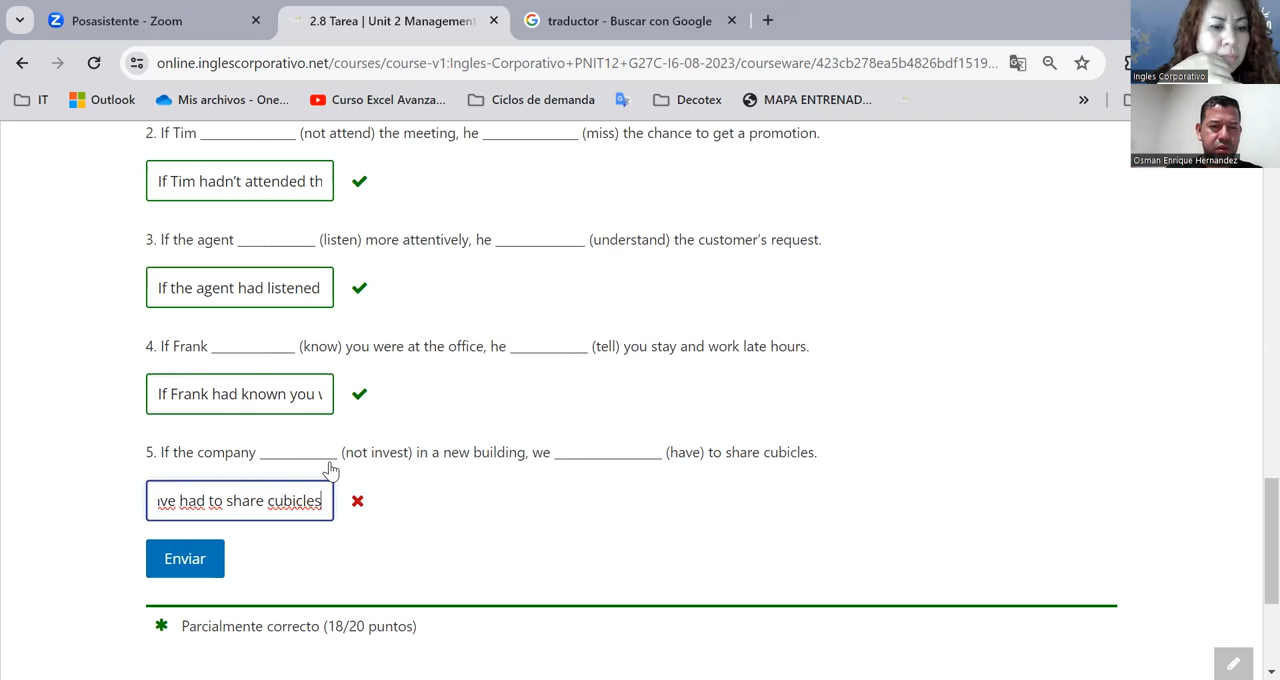 Posasistente - Zoom
2.8 Tarea | Unit 2 Management
traductor - Buscar con Google
online.inglescorporativo.net/courses/course-v1:Ingles-Corporativo+PNIT12+G27C-I6-08-2023/courseware/423cb278ea5b4826bdf1519...
IT
Outlook
Mis archivos - One...
Curso Excel Avanza...
Ciclos de demanda
Decotex
MAPA ENTRENAD...
Ingles Corporativo
Osman Enrique Hernandez
2. If Tim ____________ (not attend) the meeting, he ____________ (miss) the chance to get a promotion.
If Tim hadn't attended th
3. If the agent __________ (listen) more attentively, he ___________ (understand) the customer's request.
If the agent had listened
4. If Frank ___________ (know) you were at the office, he __________ (tell) you stay and work late hours.
If Frank had known you
5. If the company __________ (not invest) in a new building, we ______________ (have) to share cubicles.
ve had to share cubicles
Enviar
Parcialmente correcto (18/20 puntos)